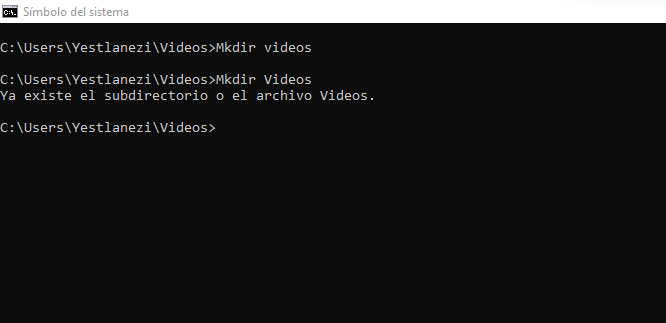 Símbolo del sistema
C:\Users\Yestlanezi\Videos>Mkdir videos
C:\Users\Yestlanezi\Videos>Mkdir Videos
Ya existe el subdirectorio o el archivo Videos.
C:\Users\Yestlanezi\Videos>